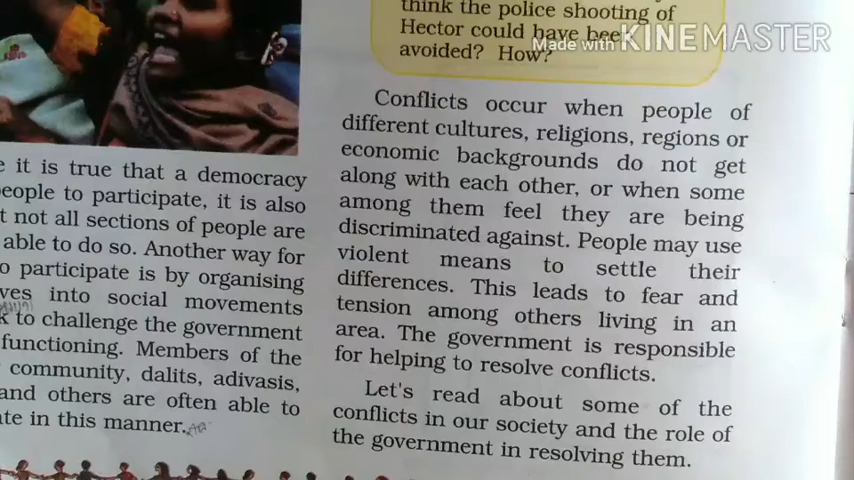 e it is true that a democracy
eople to participate, it is also
t not all sections of people are
able to do so. Another way for
o participate is by organising
ves into social movements
k to challenge the government
functioning. Members of the
community, dalits, adivasis,
and others are often able to
te in this manner.
think the police shooting of
Hector could have been
avoided? How?
Made with KINEMASTER
Conflicts occur when people of
different cultures, religions, regions or
economic backgrounds do not get
along with each other, or when some
among them feel they are being
discriminated against. People may use
violent means to settle their
differences. This leads to fear and
tension among others living in an
area. The government is responsible
for helping to resolve conflicts.
Let's read about some of the
conflicts in our society and the role of
the government in resolving them.